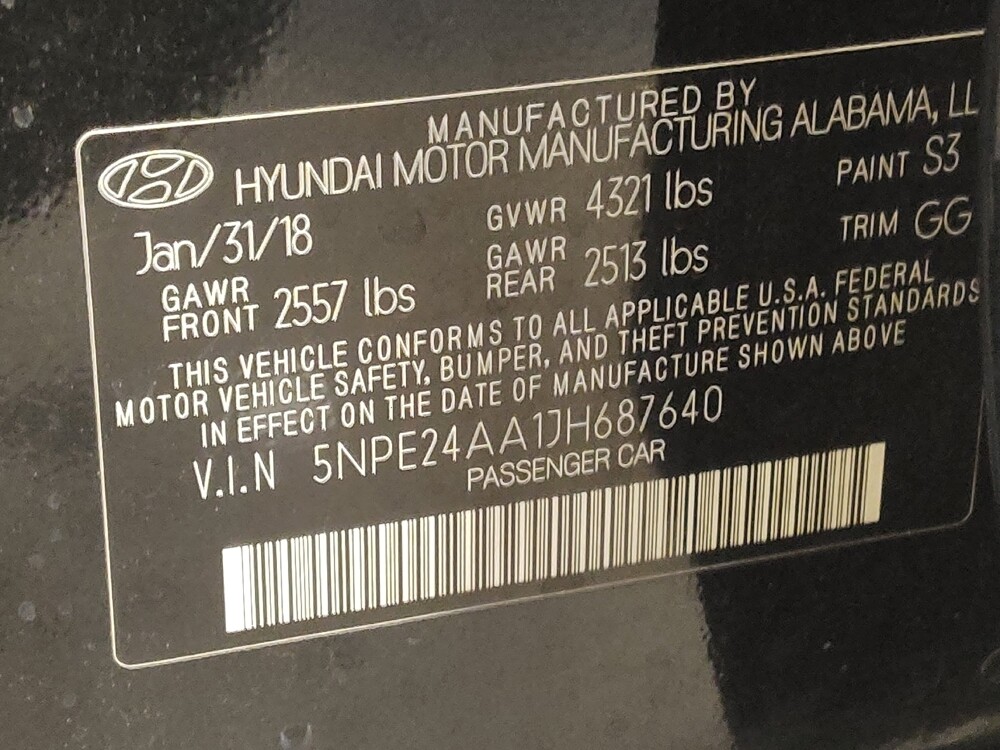 MANUFACTURED BY
HYUNDAI MOTOR MANUFACTURING ALABAMA, LL
Jan/31/18 GVWR 4321 lbs PAINT S3
GAWR FRONT 2557 lbs GAWR REAR 2513 lbs TRIM GG
THIS VEHICLE CONFORMS TO ALL APPLICABLE U.S.A. FEDERAL
MOTOR VEHICLE SAFETY, BUMPER, AND THEFT PREVENTION STANDARDS
IN EFFECT ON THE DATE OF MANUFACTURE SHOWN ABOVE
V.I.N 5NPE24AA1JH687640
PASSENGER CAR